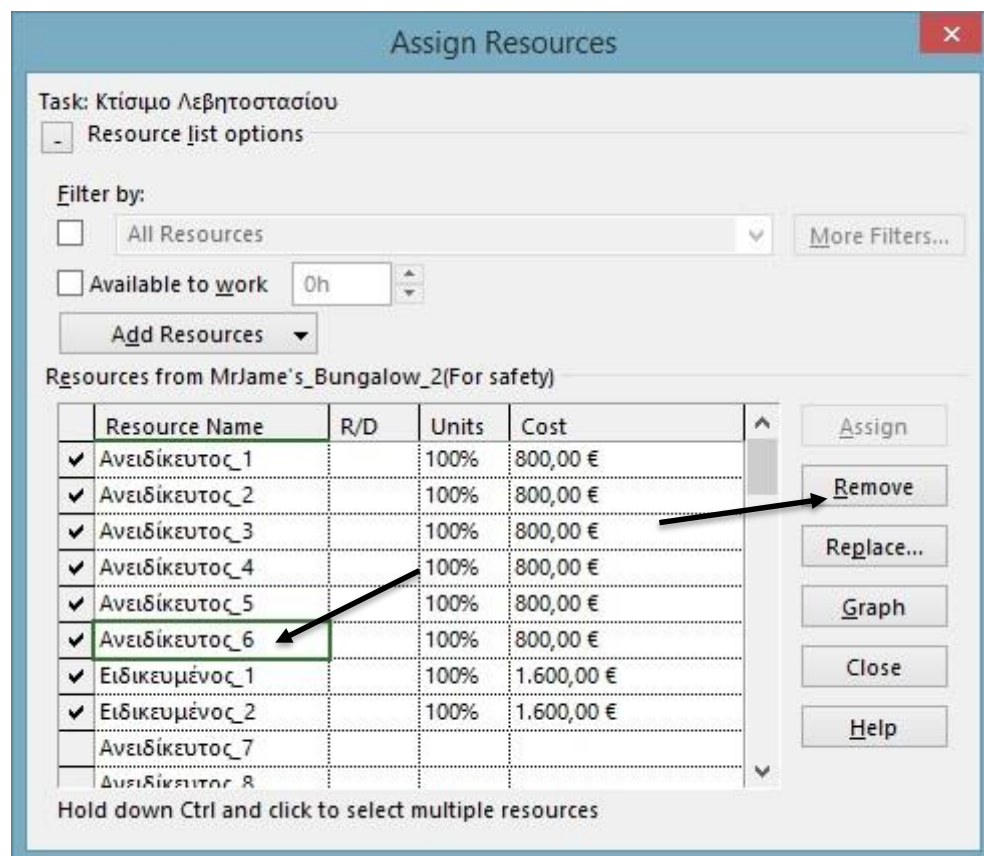 Assign Resources
Task: Κτίσιμο Λεβητοστασίου
- Resource list options
Filter by:
All Resources More Filters...
Available to work 0h
Add Resources
Resources from MrJame's_Bungalow_2(For safety)
Resource Name R/D Units Cost Assign
Ανειδίκευτος_1 100% 800,00 €
Ανειδίκευτος_2 100% 800,00 € Remove
Ανειδίκευτος_3 100% 800,00 €
Ανειδίκευτος_4 100% 800,00 € Replace...
Ανειδίκευτος_5 100% 800,00 € Graph
Ανειδίκευτος_6 100% 800,00 €
Ειδικευμένος_1 100% 1.600,00 € Close
Ειδικευμένος_2 100% 1.600,00 € Help
Ανειδίκευτος_7
Ανειδίκευτος_8
Hold down Ctrl and click to select multiple resources